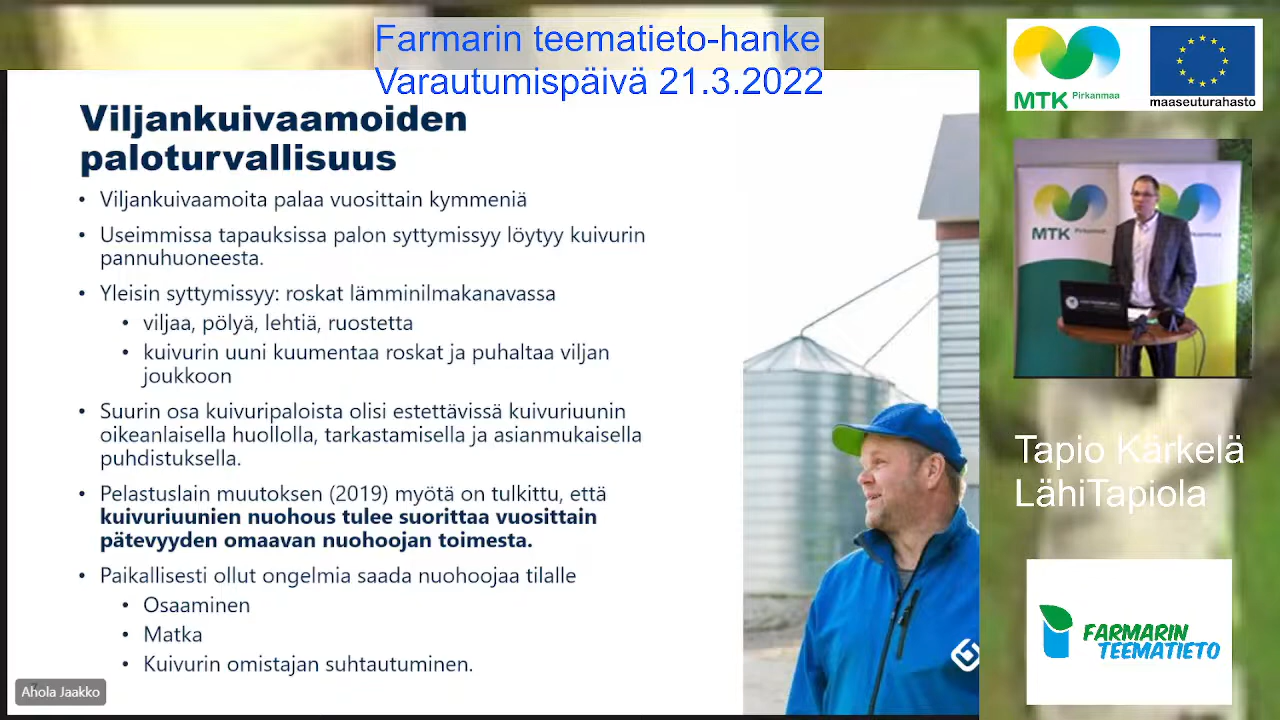 Farmarin teematieto-hanke
Varautumispäivä 21.3.2022
Viljankuivaamoiden
paloturvallisuus
• Viljankuivaamoita palaa vuosittain kymmeniä
• Useimmissa tapauksissa palon syttymissyy löytyy kuivurin
pannuhuoneesta.
• Yleisin syttymissyy: roskat lämminilmakanavassa
• viljaa, pölyä, lehtiä, ruostetta
• kuivurin uuni kuumentaa roskat ja puhaltaa viljan
joukkoon
• Suurin osa kuivuripaloista olisi estettävissä kuivuriuunin
oikeanlaisella huollolla, tarkastamisella ja asianmukaisella
puhdistuksella.
• Pelastuslain muutoksen (2019) myötä on tulkittu, että
kuivuriuunien nuohous tulee suorittaa vuosittain
pätevyyden omaavan nuohoojan toimesta.
• Paikallisesti ollut ongelmia saada nuohoojaa tilalle
• Osaaminen
• Matka
• Kuivurin omistajan suhtautuminen.
Ahola Jaakko
MTK Pirkanmaa
maaseuturahasto
MTK
Tapio Kärkelä
LähiTapiola
FARMARIN
TEEMATIETO